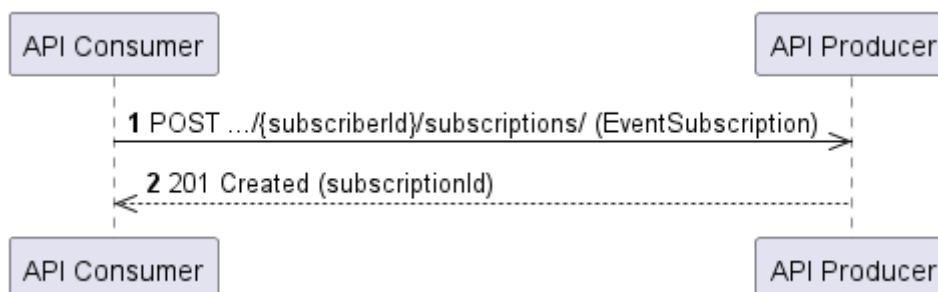 API Consumer
API Producer
1 POST .../{subscriberId}/subscriptions/ (EventSubscription)
2 201 Created (subscriptionId)
API Consumer
API Producer